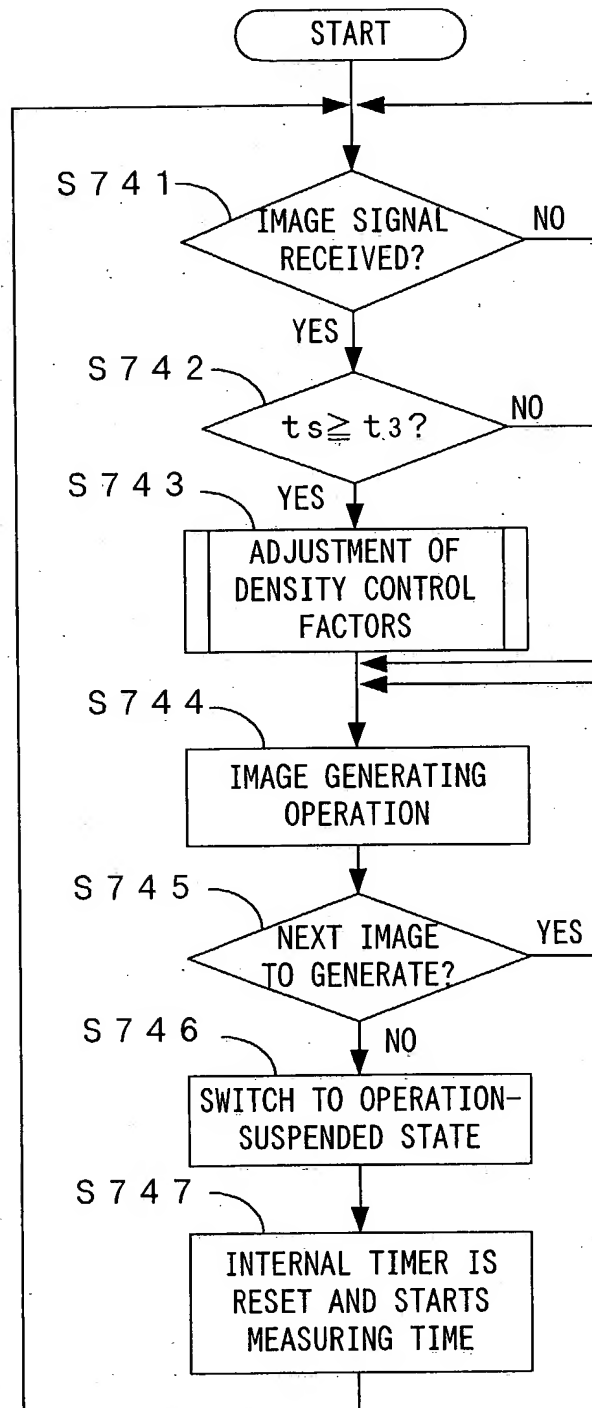 START
S741
IMAGE SIGNAL
RECEIVED?
NO
YES
S742
ts≧t3?
NO
YES
S743
ADJUSTMENT OF
DENSITY CONTROL
FACTORS
S744
IMAGE GENERATING
OPERATION
S745
NEXT IMAGE
TO GENERATE?
YES
NO
S746
SWITCH TO OPERATION-
SUSPENDED STATE
S747
INTERNAL TIMER IS
RESET AND STARTS
MEASURING TIME